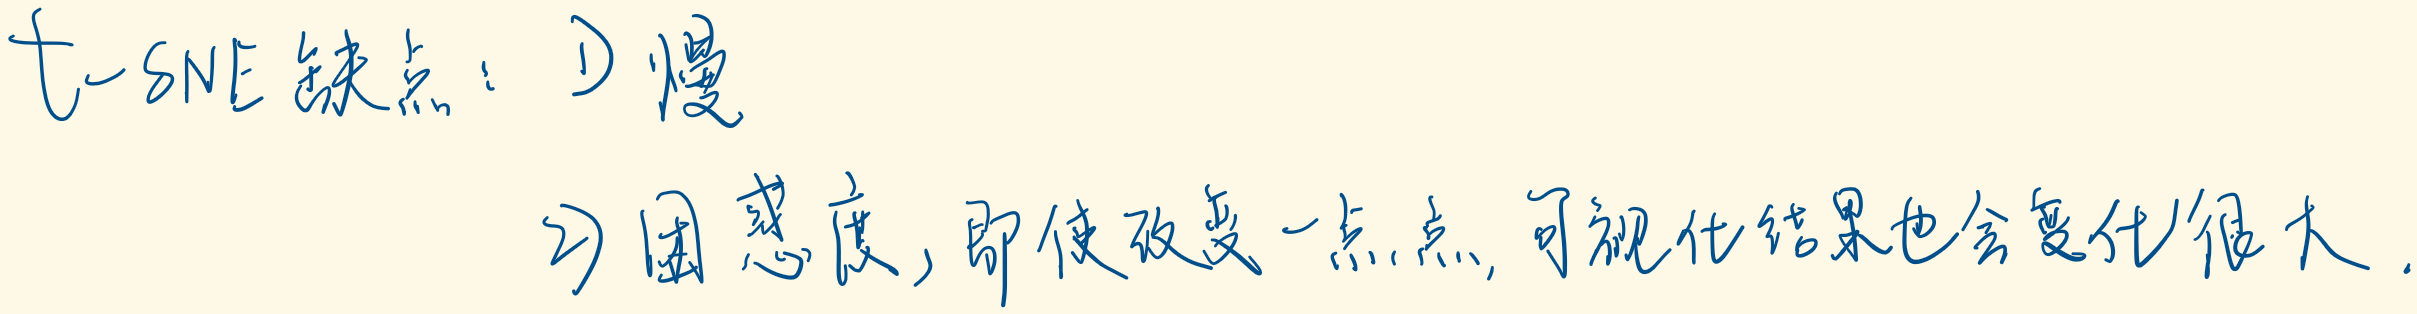 t-SNE缺点: 1) 慢
2) 困惑度, 即使改变一点点, 可视化结果也会变化很大.